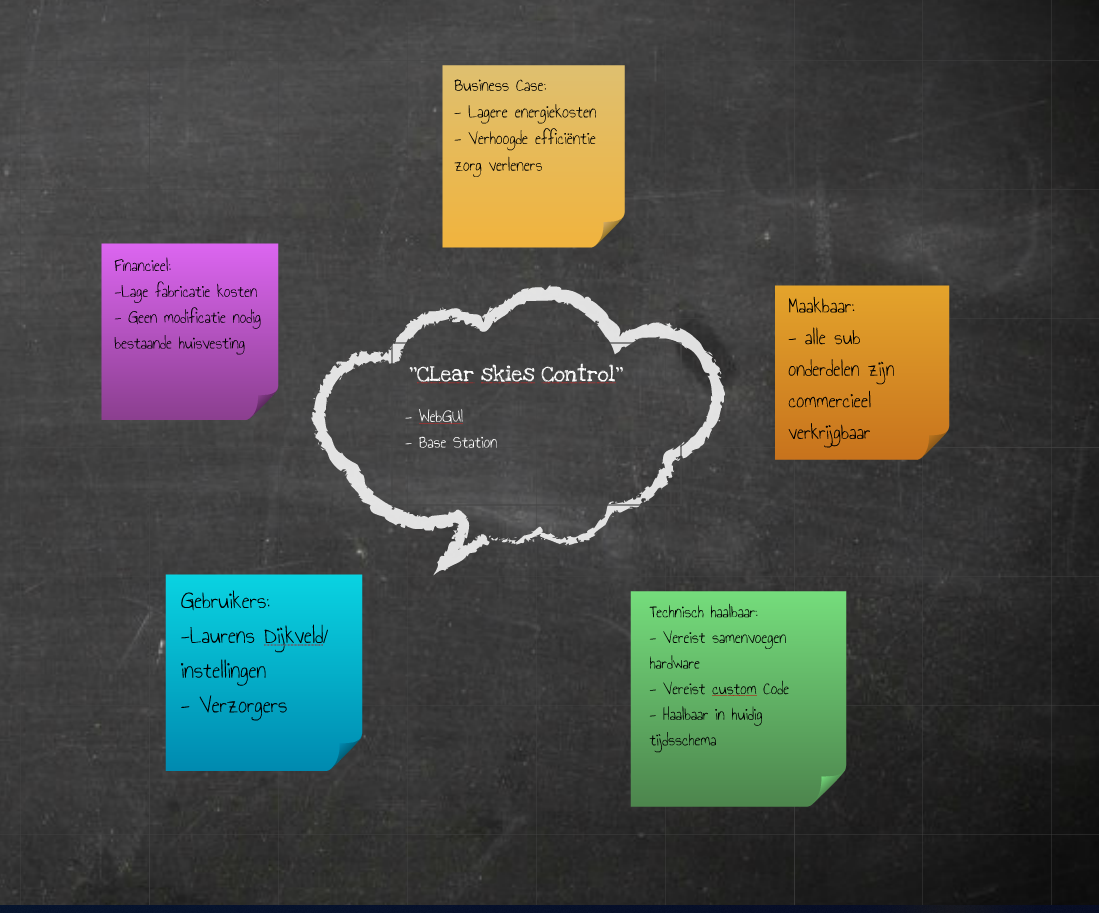 Business Case:
- Lagere energiekosten
- Verhoogde efficiëntie
zorg verleners
Financieel:
-Lage fabricatie kosten
- Geen modificatie nodig
bestaande huisvesting
Maakbaar:
- alle sub
onderdelen zijn
commercieel
verkrijgbaar
"CLear skies Control"
- WebGUI
- Base Station
Gebruikers:
-Laurens Dijkveld/
instellingen
- Verzorgers
Technisch haalbaar:
- Vereist samenvoegen
hardware
- Vereist custom Code
- Haalbaar in huidig
tijdsschema